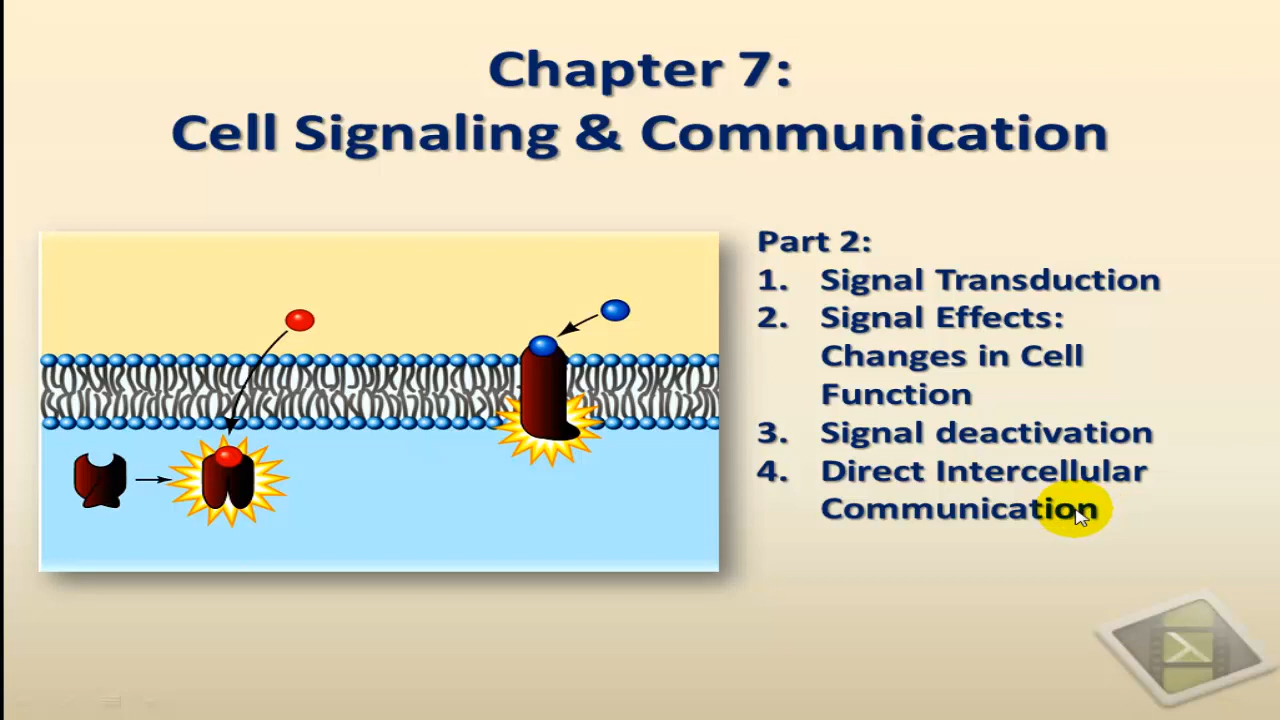 Chapter 7:
Cell Signaling & Communication
Part 2:
1. Signal Transduction
2. Signal Effects:
Changes in Cell
Function
3. Signal deactivation
4. Direct Intercellular
Communication